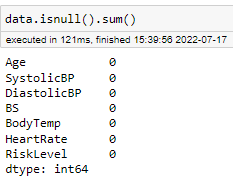 data.isnull().sum()
executed in 121ms, finished 15:39:56 2022-07-17
Age 0
SystolicBP 0
DiastolicBP 0
BS 0
BodyTemp 0
HeartRate 0
RiskLevel 0
dtype: int64